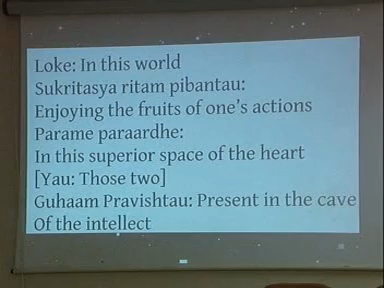 Loke: In this world
Sukritasya ritam pibantau:
Enjoying the fruits of one's actions
Parame paraardhe:
In this superior space of the heart
[Yau: Those two]
Guhaam Pravishtau: Present in the cave
Of the intellect